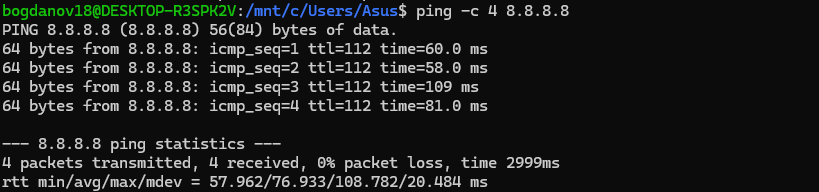 bogdanov18@DESKTOP-R3SPK2V:/mnt/c/Users/Asus$ ping -c 4 8.8.8.8
PING 8.8.8.8 (8.8.8.8) 56(84) bytes of data.
64 bytes from 8.8.8.8: icmp_seq=1 ttl=112 time=60.0 ms
64 bytes from 8.8.8.8: icmp_seq=2 ttl=112 time=58.0 ms
64 bytes from 8.8.8.8: icmp_seq=3 ttl=112 time=109 ms
64 bytes from 8.8.8.8: icmp_seq=4 ttl=112 time=81.0 ms

--- 8.8.8.8 ping statistics ---
4 packets transmitted, 4 received, 0% packet loss, time 2999ms
rtt min/avg/max/mdev = 57.962/76.933/108.782/20.484 ms